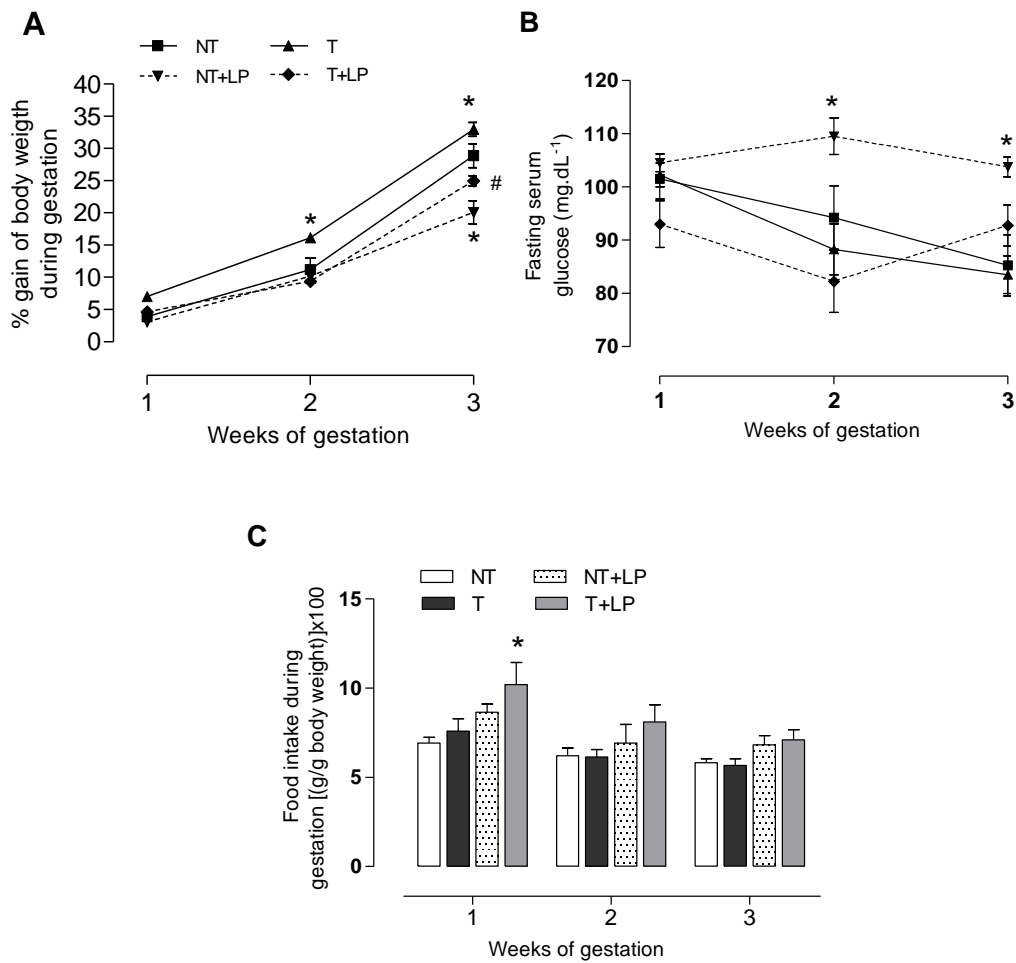 A
NT
T
NT+LP
T+LP
40
35
30
25
20
15
10
5
0
% gain of body weigth
during gestation
*
*
#
*
1
2
3
Weeks of gestation
B
120
110
100
90
80
70
Fasting serum
glucose (mg.dL⁻¹)
*
*
1
2
3
Weeks of gestation
C
NT
NT+LP
T
T+LP
15
10
5
0
Food intake during
gestation [(g/g body weight)]x100
*
1
2
3
Weeks of gestation